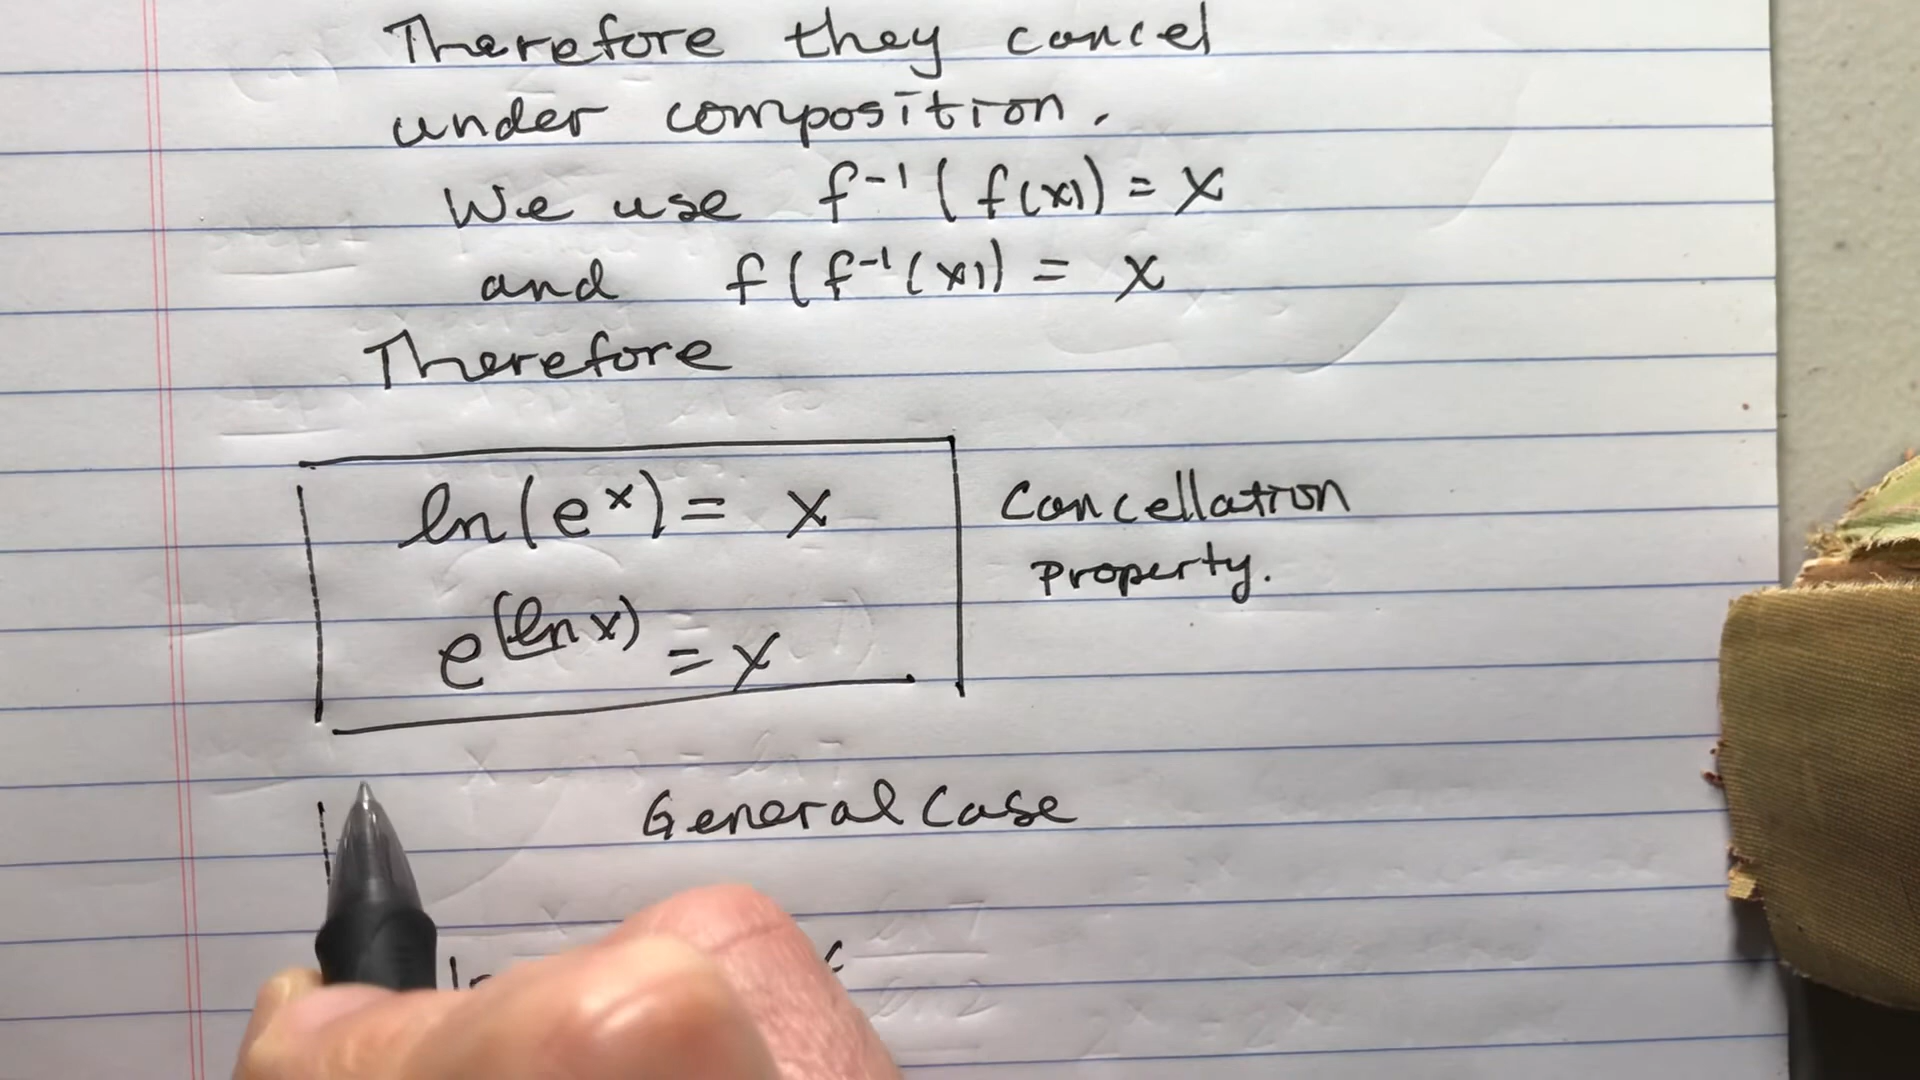 Therefore they cancel
under composition.
We use f⁻¹(f(x)) = x
and f(f⁻¹(x)) = x
Therefore
ln(eˣ) = x
Cancellation
property.
e^(ln x) = x
General Case